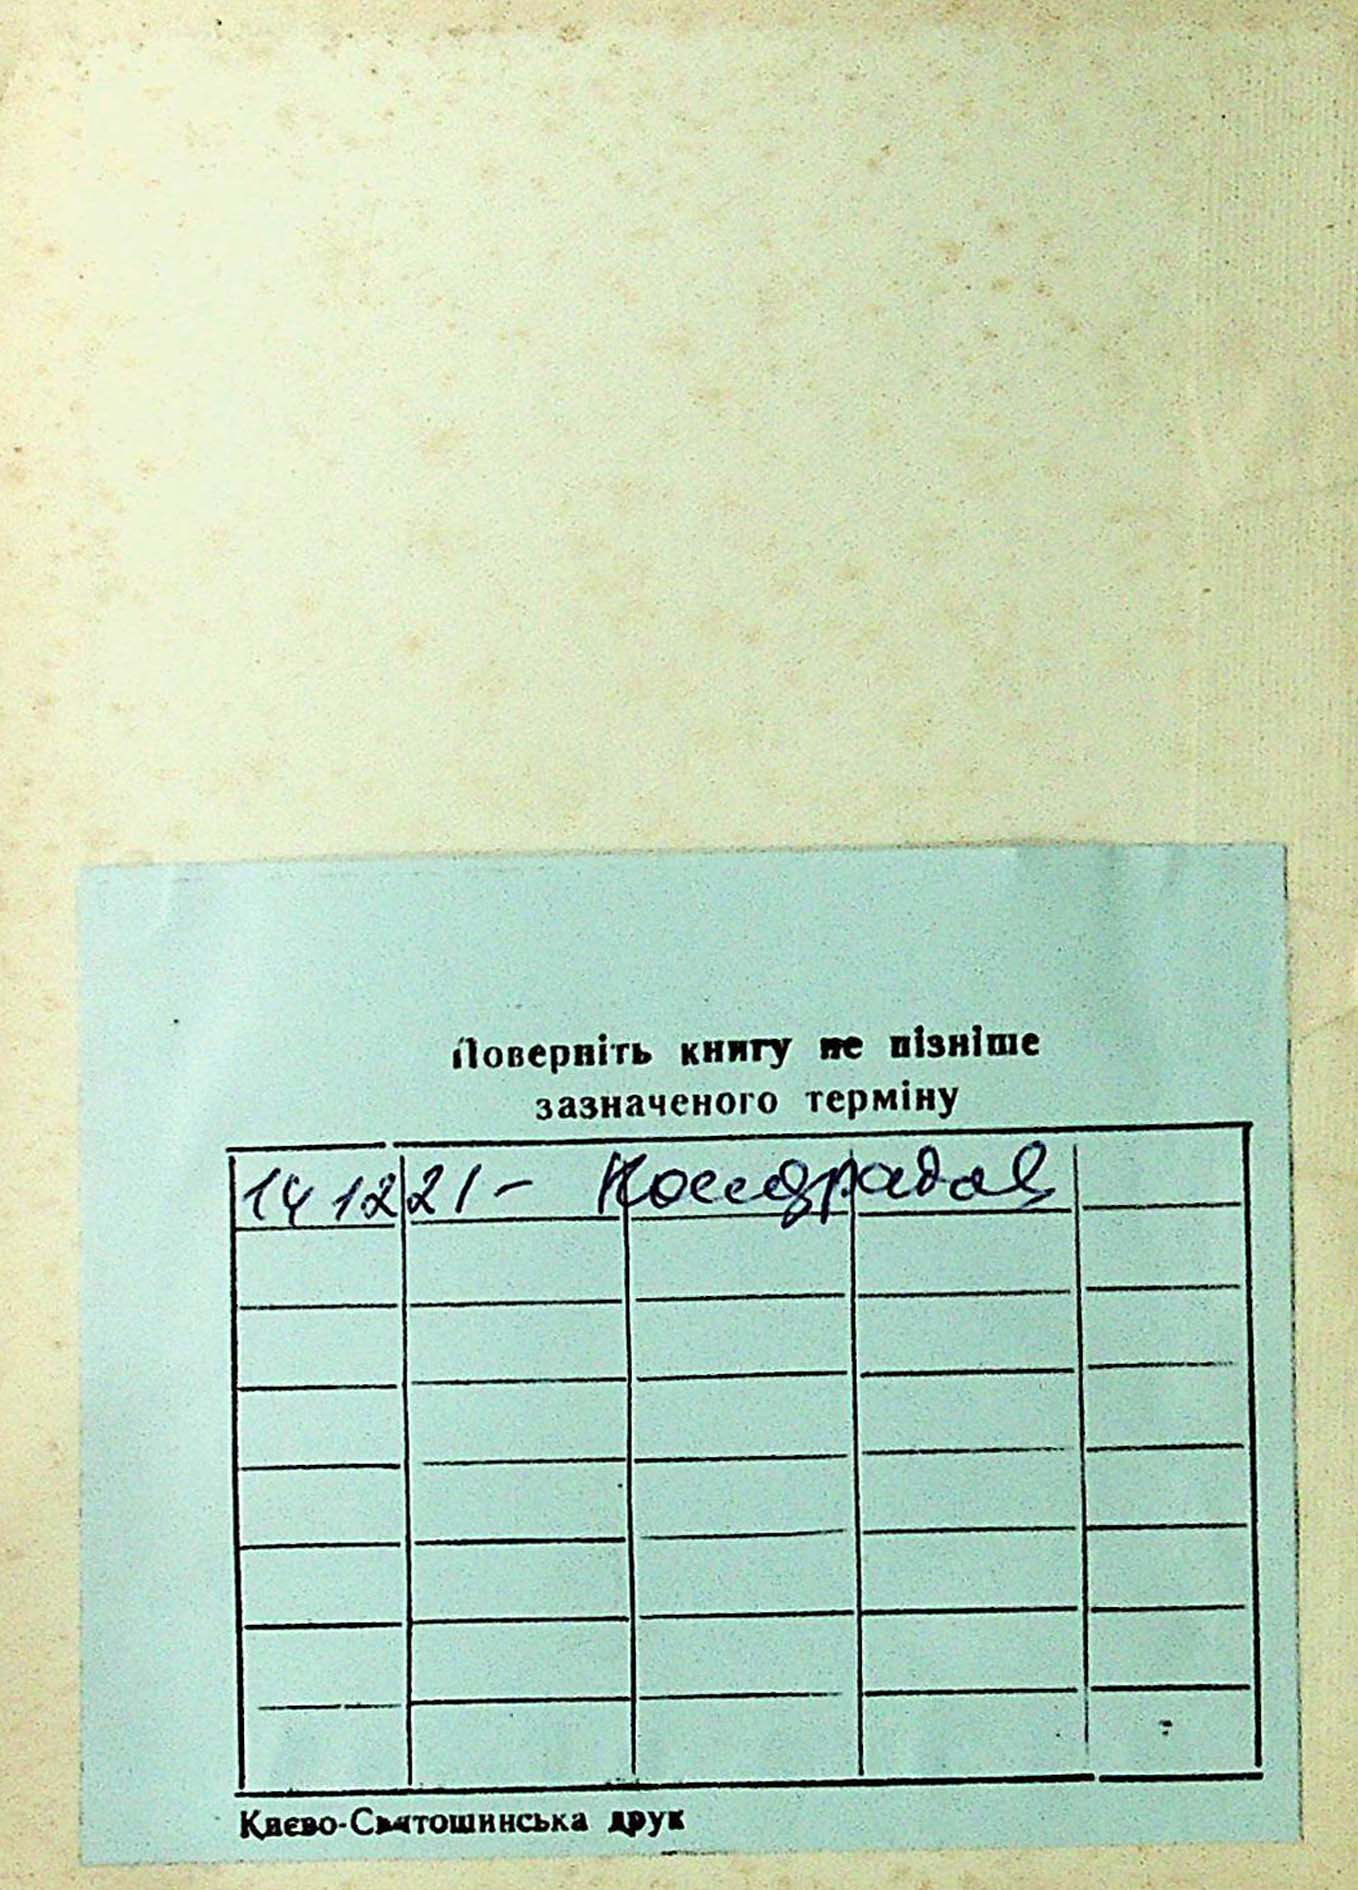 Поверніть книгу не пізніше
зазначеного терміну
14 12 21 -
Києво-Святошинська друк